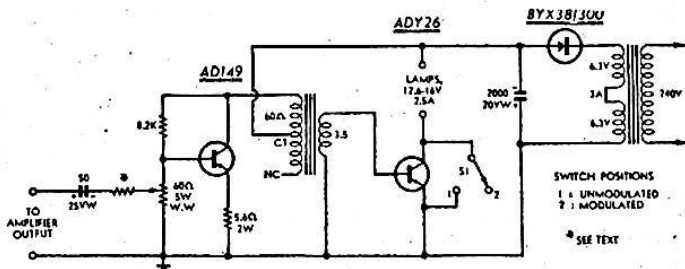 BYX38/300
ADY26
AD149
LAMPS,
12.6-16V
2.5A
6.3V
3A
6.3V
240V
2000
20VW
8.2K
60Ω
CT
NC
3.5
S1
1
2
50
25VW
*
60Ω
5W
W.W
5.6Ω
2W
TO
AMPLIFIER
OUTPUT
SWITCH POSITIONS
1 : UNMODULATED
2 : MODULATED
* SEE TEXT